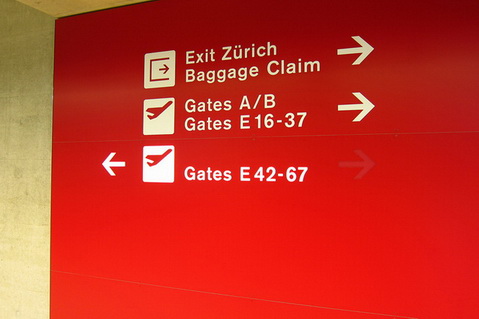 Exit Zürich
Baggage Claim
Gates A/B
Gates E16-37
Gates E42-67